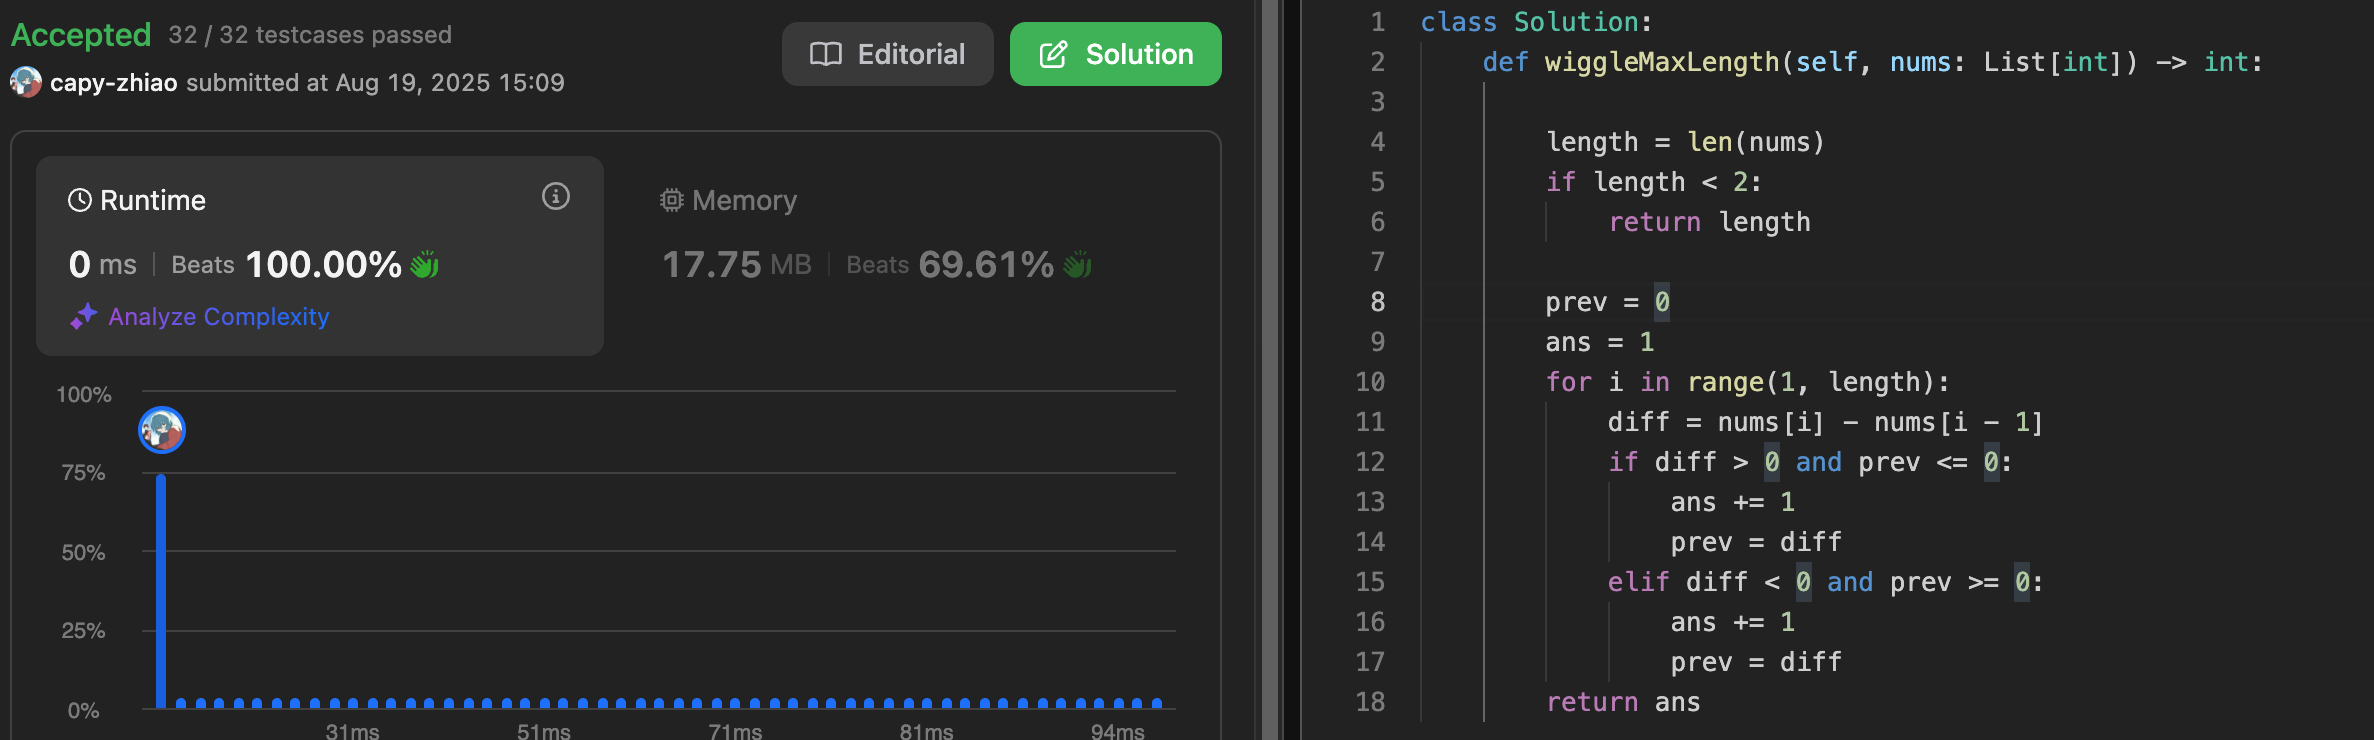 Accepted 32 / 32 testcases passed
capy-zhiao submitted at Aug 19, 2025 15:09
Editorial
Solution
Runtime
0 ms | Beats 100.00%
Analyze Complexity
Memory
17.75 MB | Beats 69.61%
100%
75%
50%
25%
0%
31ms 51ms 71ms 81ms 94ms
1 class Solution:
2     def wiggleMaxLength(self, nums: List[int]) -> int:
3
4         length = len(nums)
5         if length < 2:
6             return length
7
8         prev = 0
9         ans = 1
10         for i in range(1, length):
11             diff = nums[i] - nums[i - 1]
12             if diff > 0 and prev <= 0:
13                 ans += 1
14                 prev = diff
15             elif diff < 0 and prev >= 0:
16                 ans += 1
17                 prev = diff
18         return ans